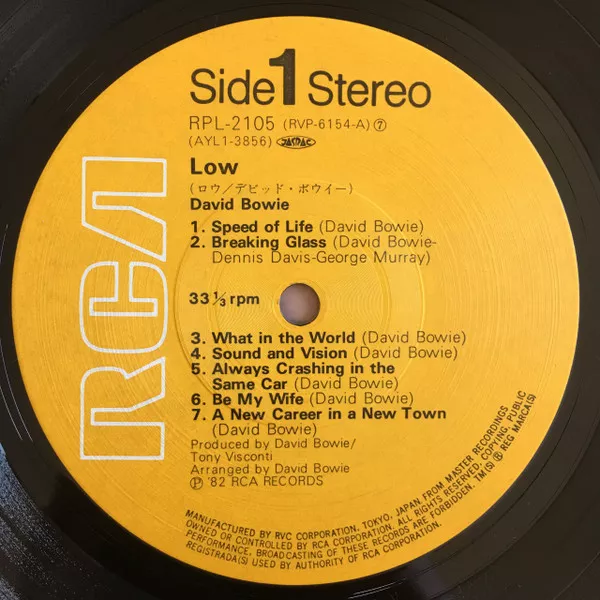 Side 1 Stereo
RPL-2105 (RVP-6154-A) ⑦
(AYL1-3856) JASRAC
Low
(ロウ/デビッド・ボウイー)
David Bowie
1. Speed of Life (David Bowie)
2. Breaking Glass (David Bowie-
Dennis Davis-George Murray)
33 1/3 rpm
3. What in the World (David Bowie)
4. Sound and Vision (David Bowie)
5. Always Crashing in the
Same Car (David Bowie)
6. Be My Wife (David Bowie)
7. A New Career in a New Town
(David Bowie)
Produced by David Bowie/
Tony Visconti
Arranged by David Bowie
Ⓟ '82 RCA RECORDS
RCA
MANUFACTURED BY RVC CORPORATION, TOKYO, JAPAN, FROM MASTER RECORDINGS
OWNED OR CONTROLLED BY RCA CORPORATION. ALL RIGHTS RESERVED. COPYING, PUBLIC
PERFORMANCE, BROADCASTING OF THESE RECORDS ARE FORBIDDEN. TM(S) ® REG MARCA(S)
REGISTRADA(S) USED BY AUTHORITY OF RCA CORPORATION.